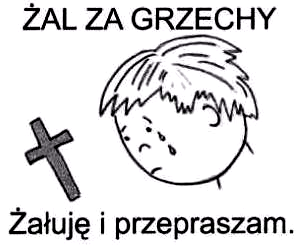 ŻAL ZA GRZECHY
Żałuję i przepraszam.